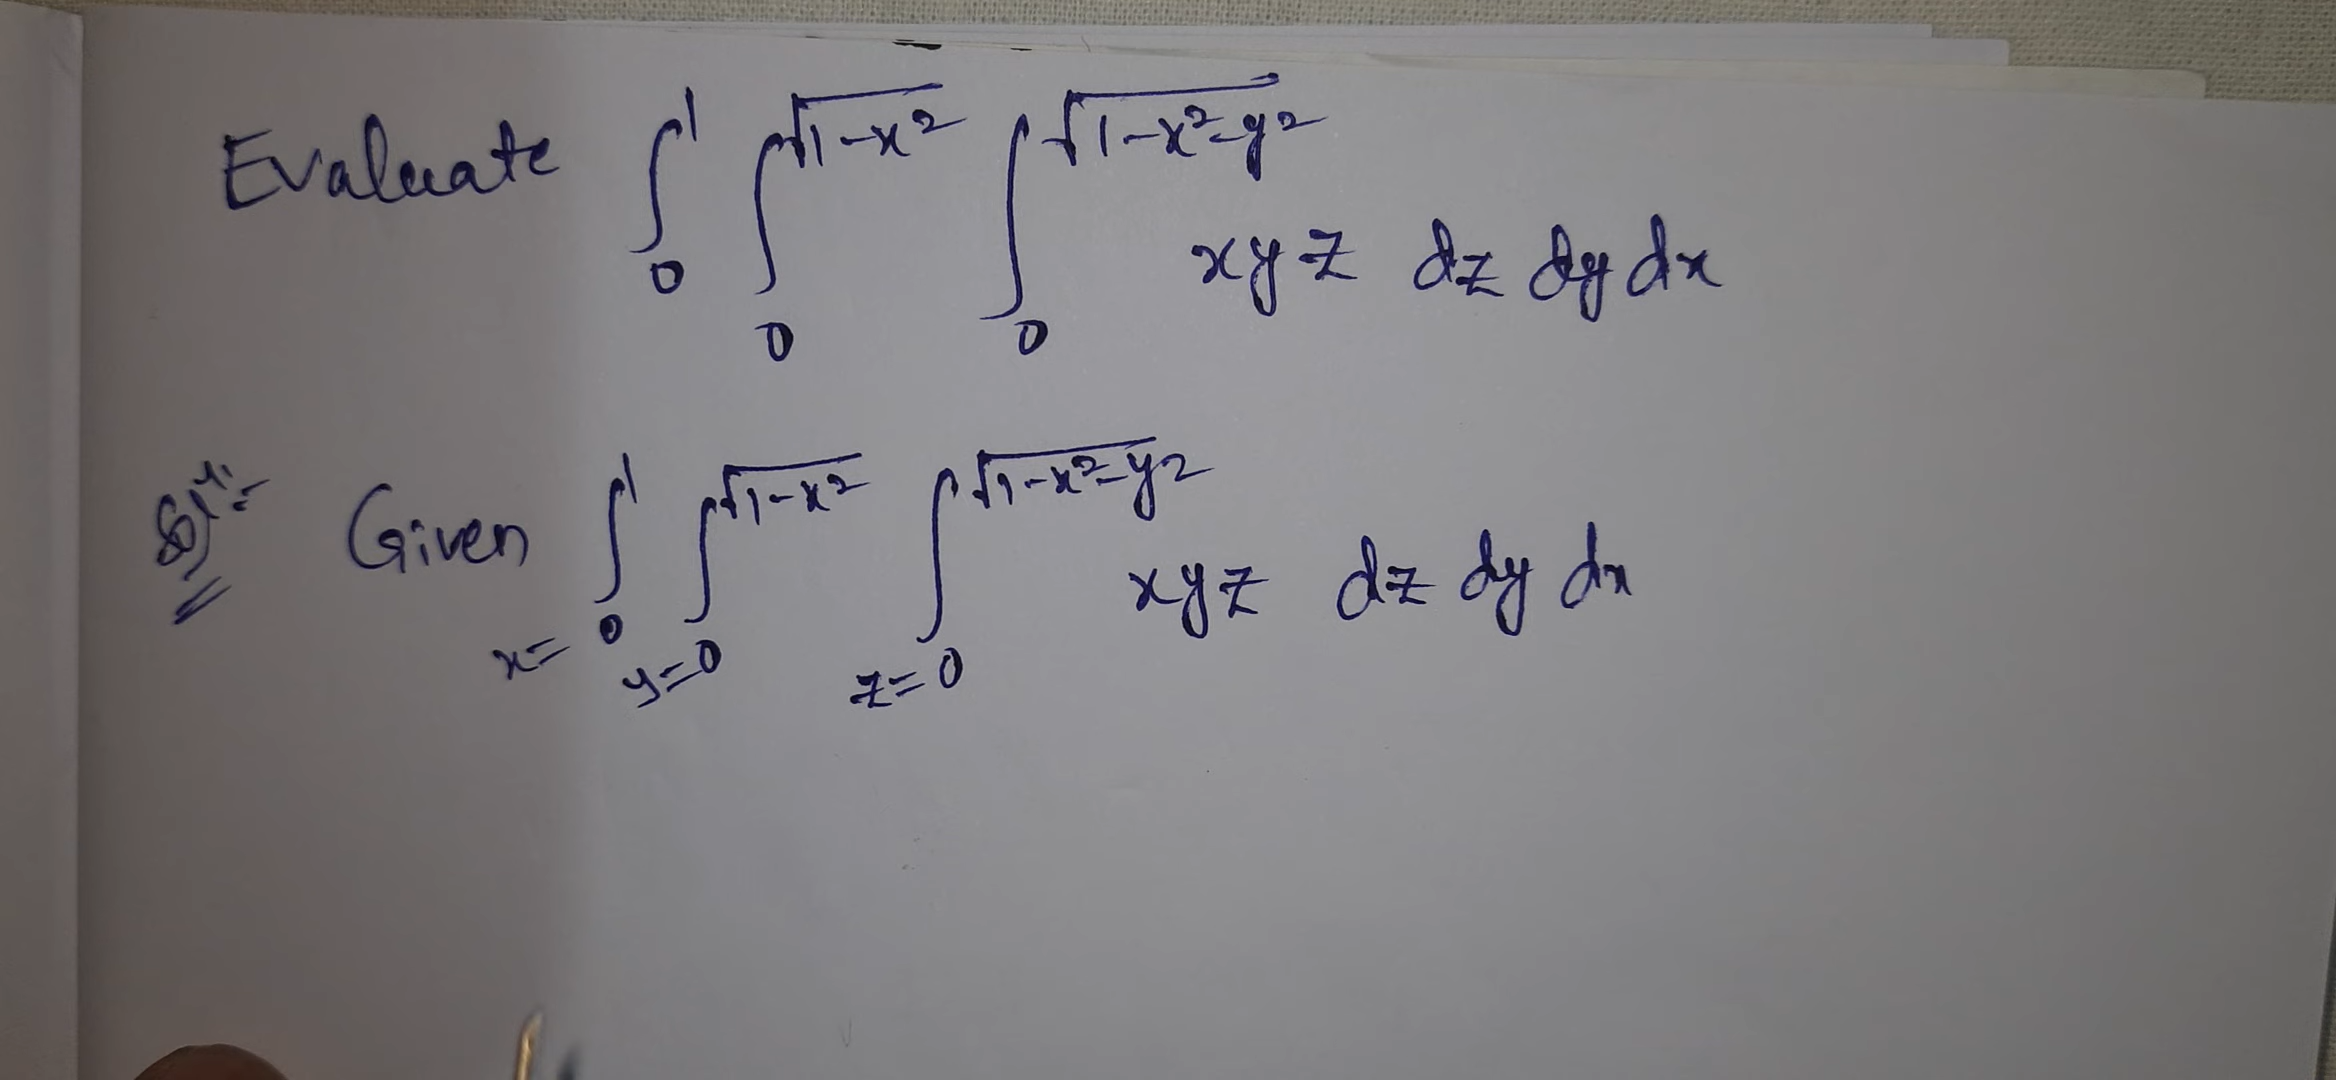 Evaluate ∫₀¹ ∫₀^√(1-x²) ∫₀^√(1-x²-y²) xyz dz dy dx
Solⁿ:- Given ∫_{x=0}^1 ∫_{y=0}^√(1-x²) ∫_{z=0}^√(1-x²-y²) xyz dz dy dx